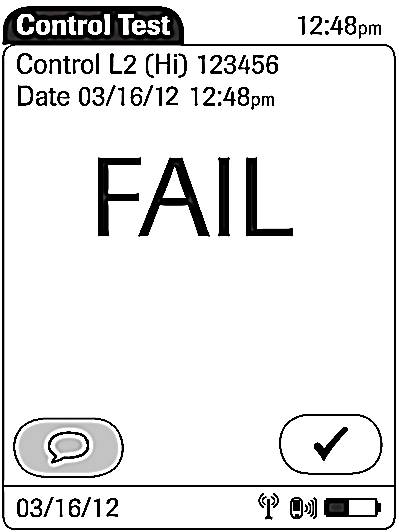 Control Test 12:48pm
Control L2 (Hi) 123456
Date 03/16/12 12:48pm
FAIL
03/16/12